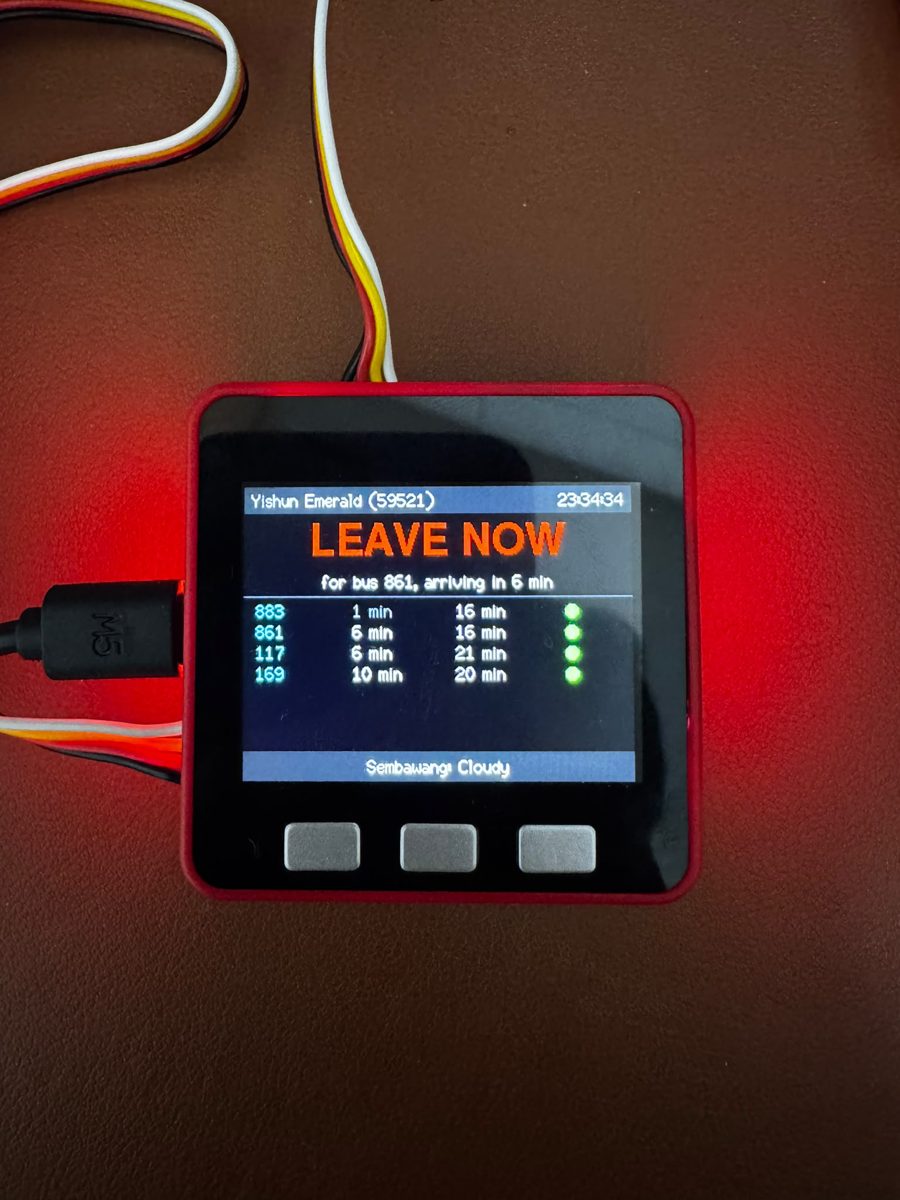 Yishun Emerald (59521) 23:34:34
LEAVE NOW
for bus 861, arriving in 6 min
883 1 min 16 min
861 6 min 16 min
117 6 min 21 min
169 10 min 20 min
Sembawang: Cloudy
M5